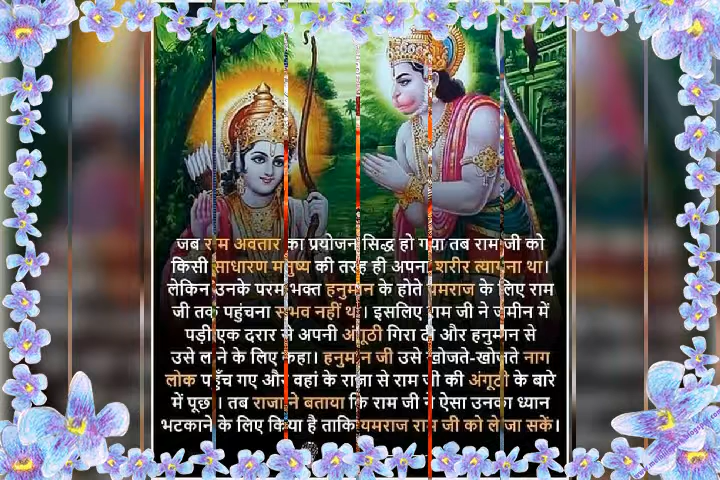 जब राम अवतार का प्रयोजन सिद्ध हो गया तब राम जी को
किसी साधारण मनुष्य की तरह ही अपना शरीर त्यागना था।
लेकिन उनके परम भक्त हनुमान के होते यमराज के लिए राम
जी तक पहुंचना संभव नहीं था। इसलिए राम जी ने जमीन में
पड़ी एक दरार से अपनी अंगूठी गिरा दी और हनुमान से
उसे लाने के लिए कहा। हनुमान जी उसे खोजते-खोजते नाग
लोक पहुँच गए और वहां के राजा से राम जी की अंगूठी के बारे
में पूछा। तब राजा ने बताया कि राम जी ने ऐसा उनका ध्यान
भटकाने के लिए किया है ताकि यमराज राम जी को ले जा सकें।